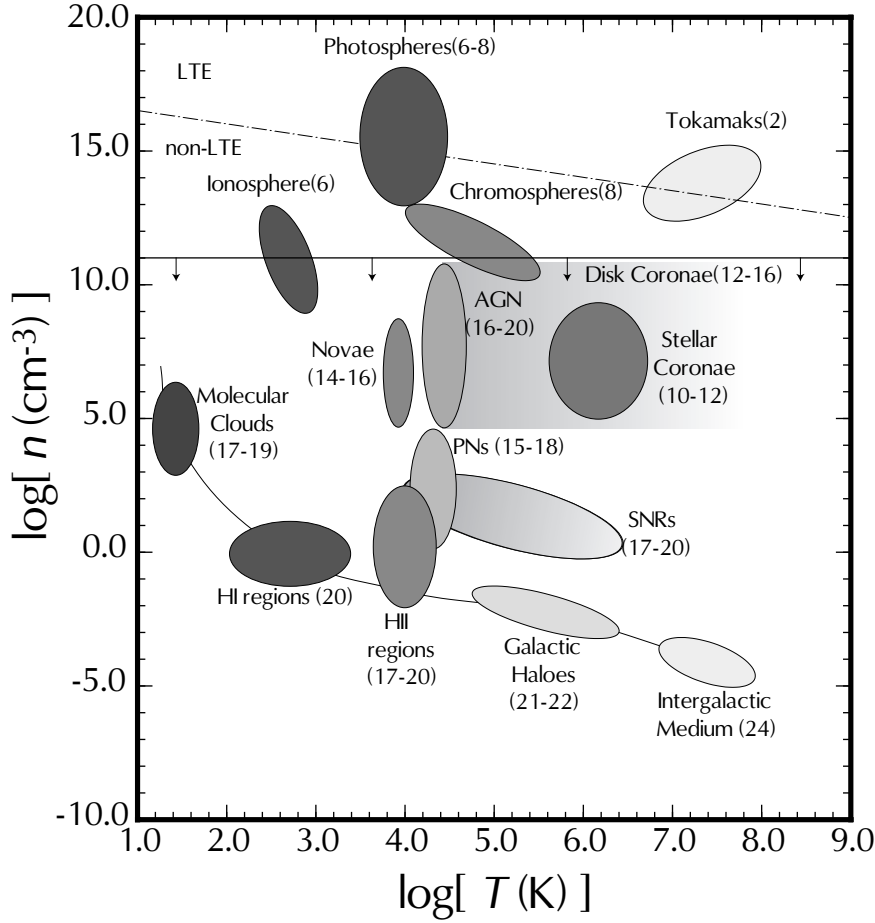 20.0
Photospheres(6-8)
LTE
Tokamaks(2)
15.0
non-LTE
Ionosphere(6)
Chromospheres(8)
10.0
Disk Coronae(12-16)
AGN
(16-20)
Novae
(14-16)
Stellar
Coronae
(10-12)
Molecular
Clouds
(17-19)
5.0
PNs (15-18)
SNRs
(17-20)
0.0
HI regions (20)
HII
regions
(17-20)
Galactic
Haloes
(21-22)
-5.0
Intergalactic
Medium (24)
-10.0
1.0 2.0 3.0 4.0 5.0 6.0 7.0 8.0 9.0
log[ T (K) ]
log[ n (cm-3) ]